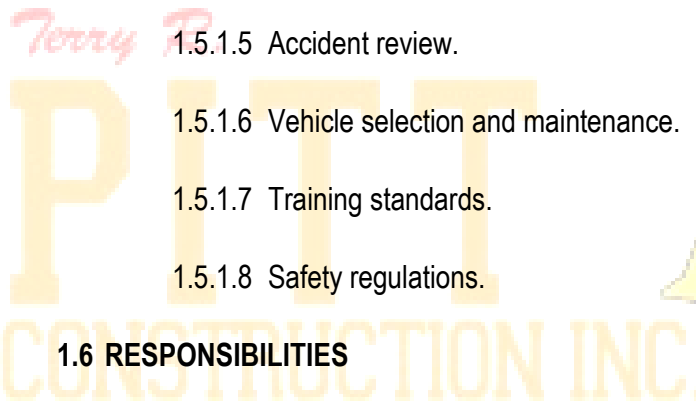 Terry R.
1.5.1.5 Accident review.
PITT
1.5.1.6 Vehicle selection and maintenance.
1.5.1.7 Training standards.
1.5.1.8 Safety regulations.
CONSTRUCTION INC.
1.6 RESPONSIBILITIES